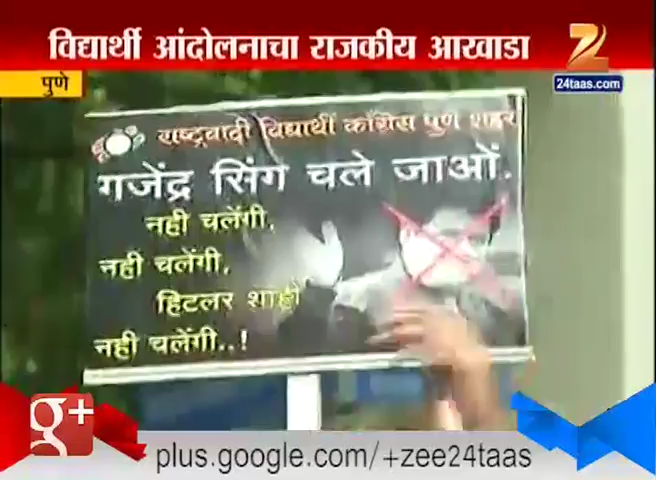 विद्यार्थी आंदोलनाचा राजकीय आखाडा
24taas.com
पुणे
राष्ट्रवादी विद्यार्थी काँग्रेस पुणे शहर
गजेंद्र सिंग चले जाओं.
नही चलेंगी,
नही चलेंगी,
हिटलर शाही
नही चलेंगी..!
g+
plus.google.com/+zee24taas